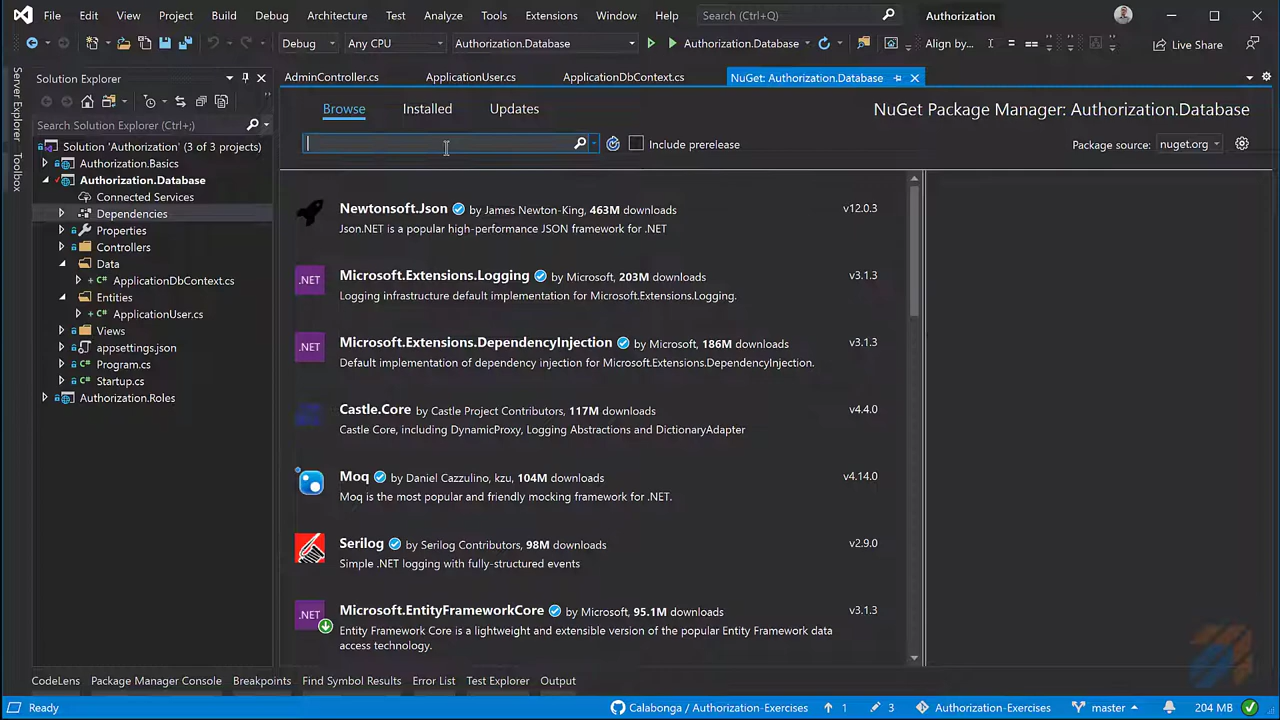 File Edit View Project Build Debug Architecture Test Analyze Tools Extensions Window Help Search (Ctrl+Q) Authorization
Debug Any CPU Authorization.Database Authorization.Database Align by... Live Share
Server Explorer
Toolbox
Solution Explorer
Search Solution Explorer (Ctrl+;)
Solution 'Authorization' (3 of 3 projects)
Authorization.Basics
Authorization.Database
Connected Services
Dependencies
Properties
Controllers
Data
ApplicationDbContext.cs
Entities
ApplicationUser.cs
Views
appsettings.json
Program.cs
Startup.cs
Authorization.Roles
AdminController.cs ApplicationUser.cs ApplicationDbContext.cs NuGet: Authorization.Database
Browse Installed Updates NuGet Package Manager: Authorization.Database
Include prerelease Package source: nuget.org
Newtonsoft.Json by James Newton-King, 463M downloads v12.0.3
Json.NET is a popular high-performance JSON framework for .NET
.NET Microsoft.Extensions.Logging by Microsoft, 203M downloads v3.1.3
Logging infrastructure default implementation for Microsoft.Extensions.Logging.
.NET Microsoft.Extensions.DependencyInjection by Microsoft, 186M downloads v3.1.3
Default implementation of dependency injection for Microsoft.Extensions.DependencyInjection.
Castle.Core by Castle Project Contributors, 117M downloads v4.4.0
Castle Core, including DynamicProxy, Logging Abstractions and DictionaryAdapter
Moq by Daniel Cazzulino, kzu, 104M downloads v4.14.0
Moq is the most popular and friendly mocking framework for .NET.
Serilog by Serilog Contributors, 98M downloads v2.9.0
Simple .NET logging with fully-structured events
.NET Microsoft.EntityFrameworkCore by Microsoft, 95.1M downloads v3.1.3
Entity Framework Core is a lightweight and extensible version of the popular Entity Framework data
access technology.
CodeLens Package Manager Console Breakpoints Find Symbol Results Error List Test Explorer Output
Ready Calabonga / Authorization-Exercises 1 3 Authorization-Exercises master 204 MB